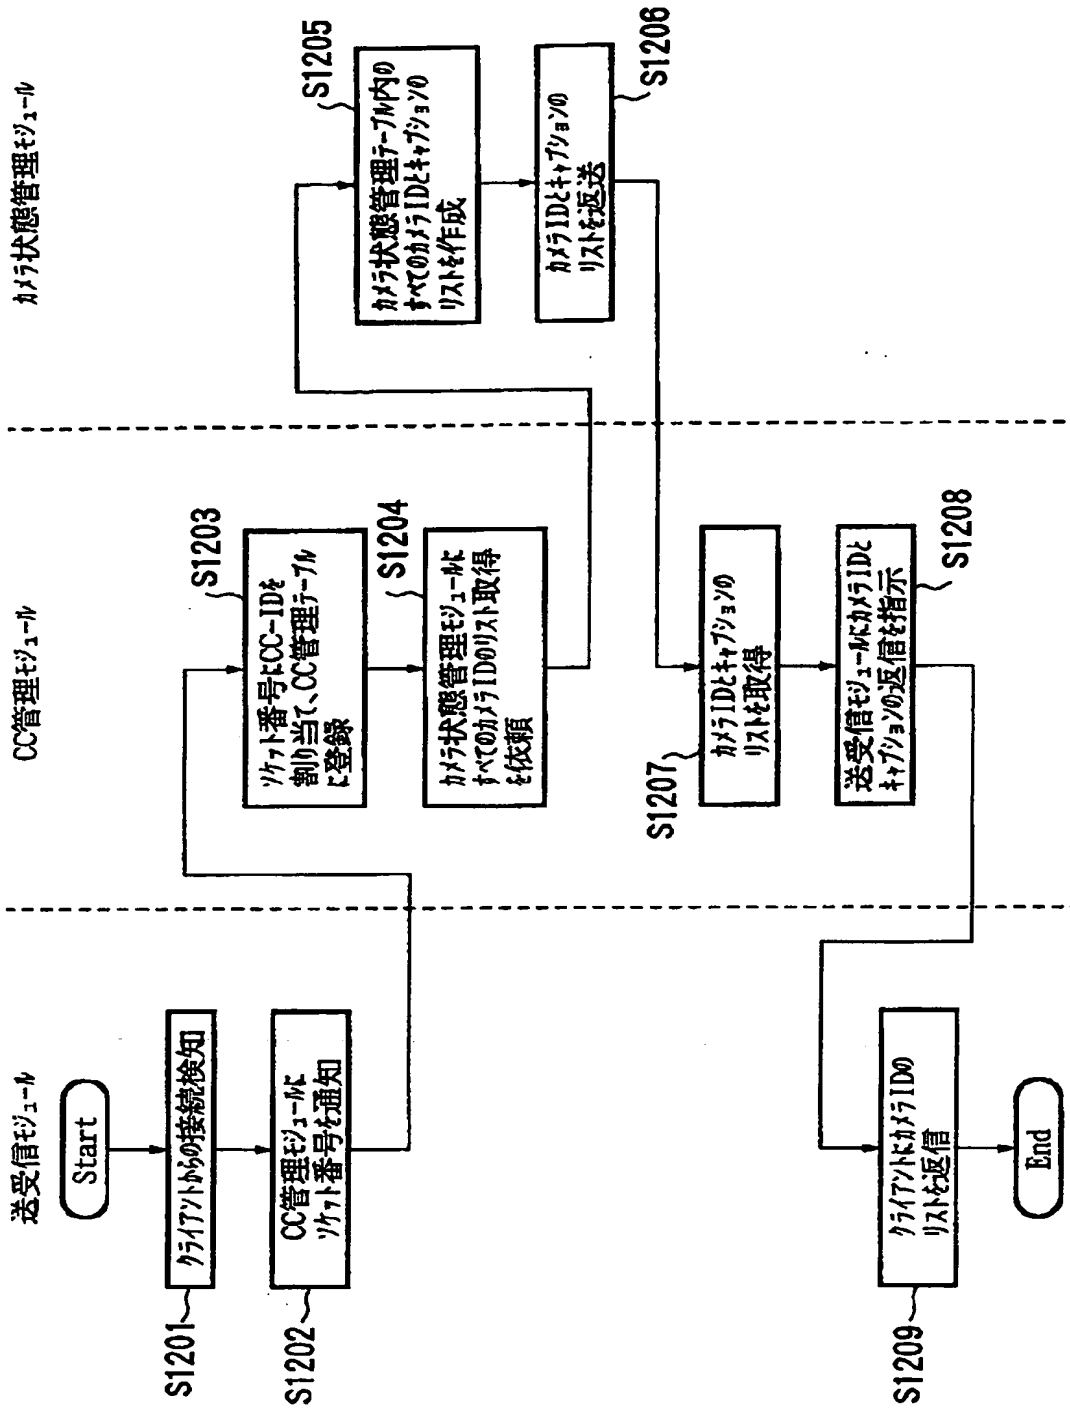 送受信モジュール
CC管理モジュール
カメラ状態管理モジュール
Start
S1201
クライアントからの接続検知
S1202
CC管理モジュールに
ソケット番号を通知
S1203
ソケット番号にCC-IDを
割り当て、CC管理テーブル
に登録
S1204
カメラ状態管理モジュールに
すべてのカメラIDのリスト取得
を依頼
S1205
カメラ状態管理テーブル内の
すべてのカメラIDとキャプションの
リストを作成
S1206
カメラIDとキャプションの
リストを返送
S1207
カメラIDとキャプションの
リストを取得
S1208
送受信モジュールにカメラIDと
キャプションの返信を指示
S1209
クライアントにカメラIDの
リストを返信
End